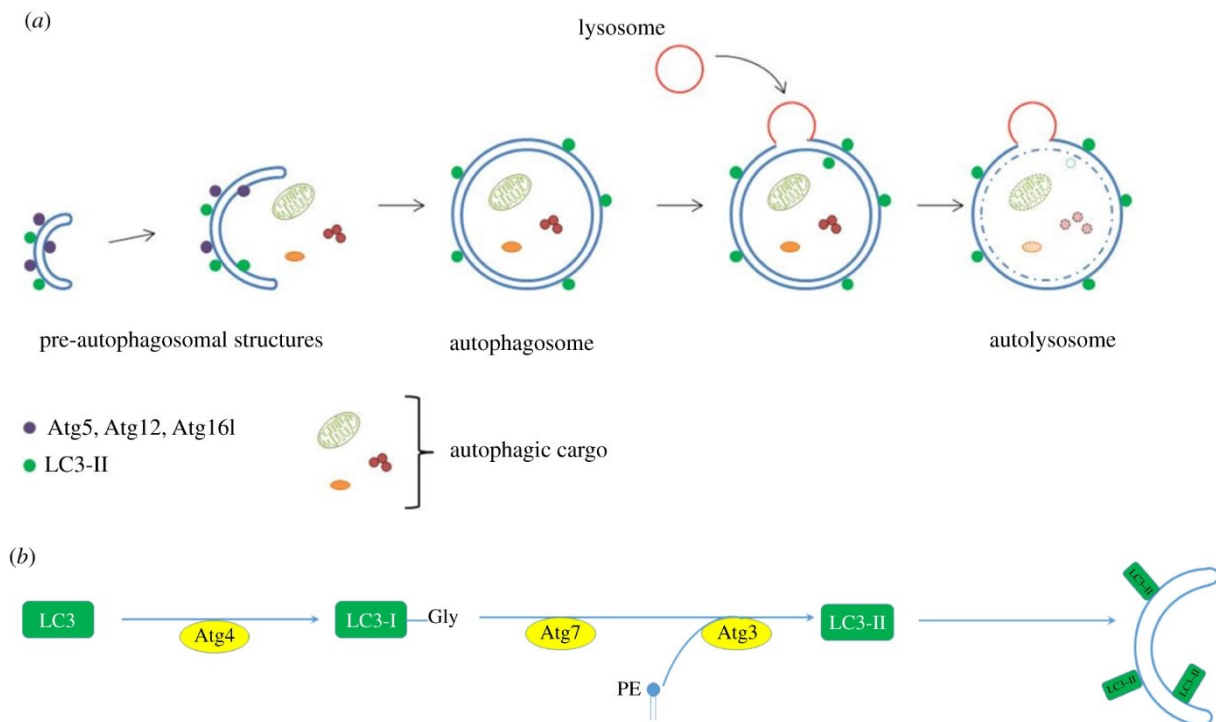 (a)
lysosome
pre-autophagosomal structures
autophagosome
autolysosome
Atg5, Atg12, Atg16l
LC3-II
autophagic cargo
(b)
LC3
Atg4
LC3-I
Gly
Atg7
Atg3
PE
LC3-II
LC3-II
LC3-II
LC3-II